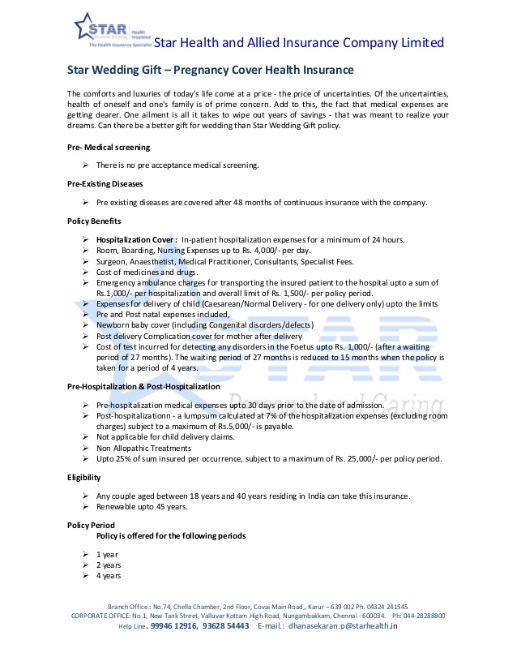 STAR
Health Insurance
The Health Insurance Specialist
Star Health and Allied Insurance Company Limited
Star Wedding Gift – Pregnancy Cover Health Insurance
The comforts and luxuries of today's life come at a price - the price of uncertainties. Of the uncertainties,
health of oneself and one's family is of prime concern. Add to this, the fact that medical expenses are
getting dearer. One ailment is all it takes to wipe out years of savings - that was meant to realize your
dreams. Can there be a better gift for wedding than Star Wedding Gift policy.
Pre- Medical screening
➢ There is no pre acceptance medical screening.
Pre-Existing Diseases
➢ Pre existing diseases are covered after 48 months of continuous insurance with the company.
Policy Benefits
➢ Hospitalization Cover : In-patient hospitalization expenses for a minimum of 24 hours.
➢ Room, Boarding, Nursing Expenses up to Rs. 4,000/- per day.
➢ Surgeon, Anaesthetist, Medical Practitioner, Consultants, Specialist Fees.
➢ Cost of medicines and drugs.
➢ Emergency ambulance charges for transporting the insured patient to the hospital upto a sum of
Rs.1,000/- per hospitalization and overall limit of Rs. 1,500/- per policy period.
➢ Expenses for delivery of child (Caesarean/Normal Delivery - for one delivery only) upto the limits
➢ Pre and Post natal expenses included,
➢ Newborn baby cover (including Congenital disorders/defects)
➢ Post delivery Complication cover for mother after delivery
➢ Cost of test incurred for detecting any disorders in the Foetus upto Rs. 1,000/- (after a waiting
period of 27 months). The waiting period of 27 months is reduced to 15 months when the policy is
taken for a period of 4 years.
Pre-Hospitalization & Post-Hospitalization
➢ Pre-hospitalization medical expenses upto 30 days prior to the date of admission.
➢ Post-hospitalizationn - a lumpsum calculated at 7% of the hospitalization expenses (excluding room
charges) subject to a maximum of Rs.5,000/- is payable.
➢ Not applicable for child delivery claims.
➢ Non Allopathic Treatments
➢ Upto 25% of sum insured per occurrence, subject to a maximum of Rs. 25,000/- per policy period.
Eligibility
➢ Any couple aged between 18 years and 40 years residing in India can take this insurance.
➢ Renewable upto 45 years.
Policy Period
Policy is offered for the following periods
➢ 1 year
➢ 2 years
➢ 4 years
STAR
Personal and Caring
Branch Office.: No.74, Chella Chamber, 2nd Floor, Covai Main Road,, Karur – 639 002 Ph. 04324 241545
CORPORATE OFFICE: No.1, New Tank Street, Valluvar Kottam High Road, Nungambakkam, Chennai - 600034. Ph: 044-28288800
Help Line. 99946 12916, 93628 54443 E-mail.: dhanasekaran.p@starhealth.in